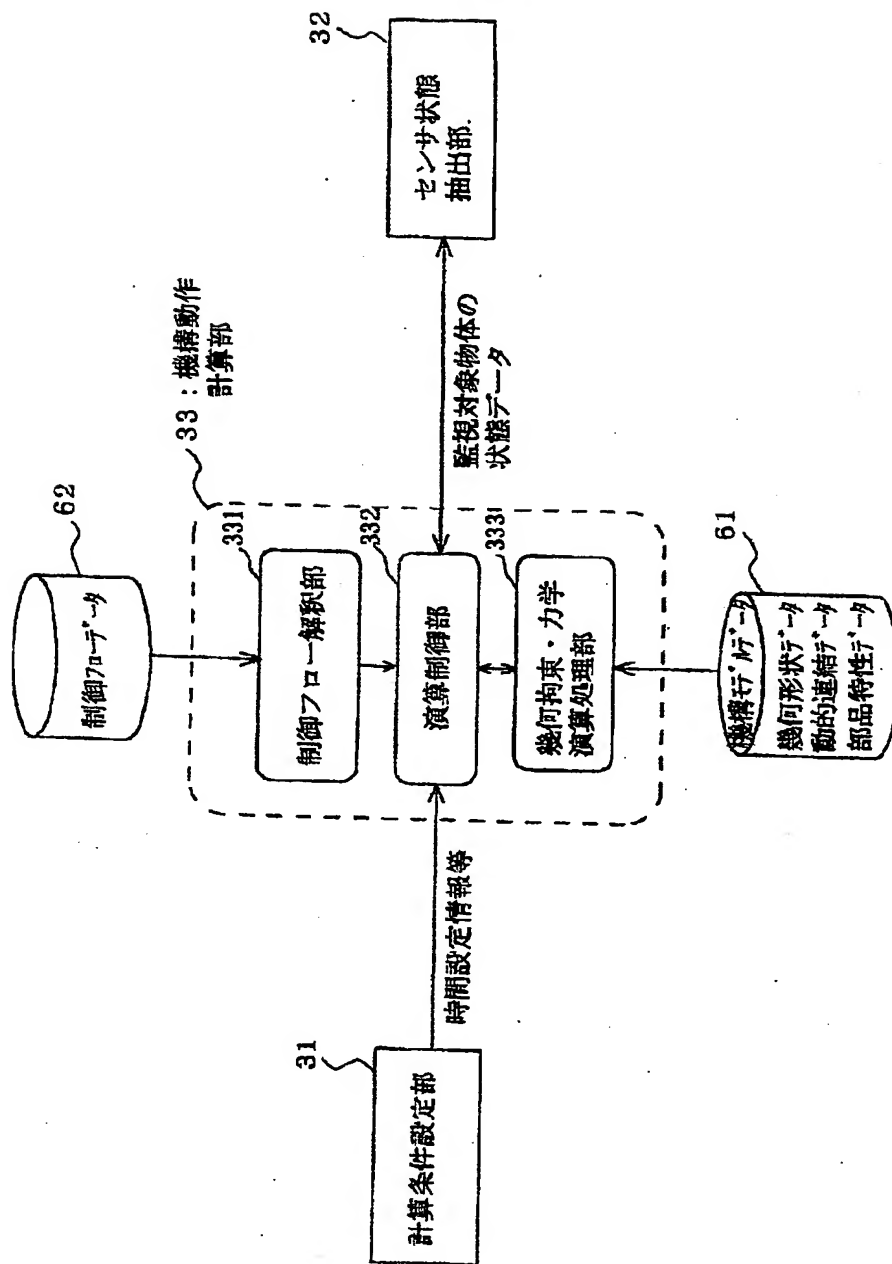 62
制御フローデータ
33：機構動作
計算部
331
制御フロー解釈部
32
センサ状態
抽出部
31
計算条件設定部
時間設定情報等
332
演算制御部
監視対象物体の
状態データ
333
幾何拘束・力学
演算処理部
61
機構モデルデータ
幾何形状データ
動的連結データ
部品特性データ